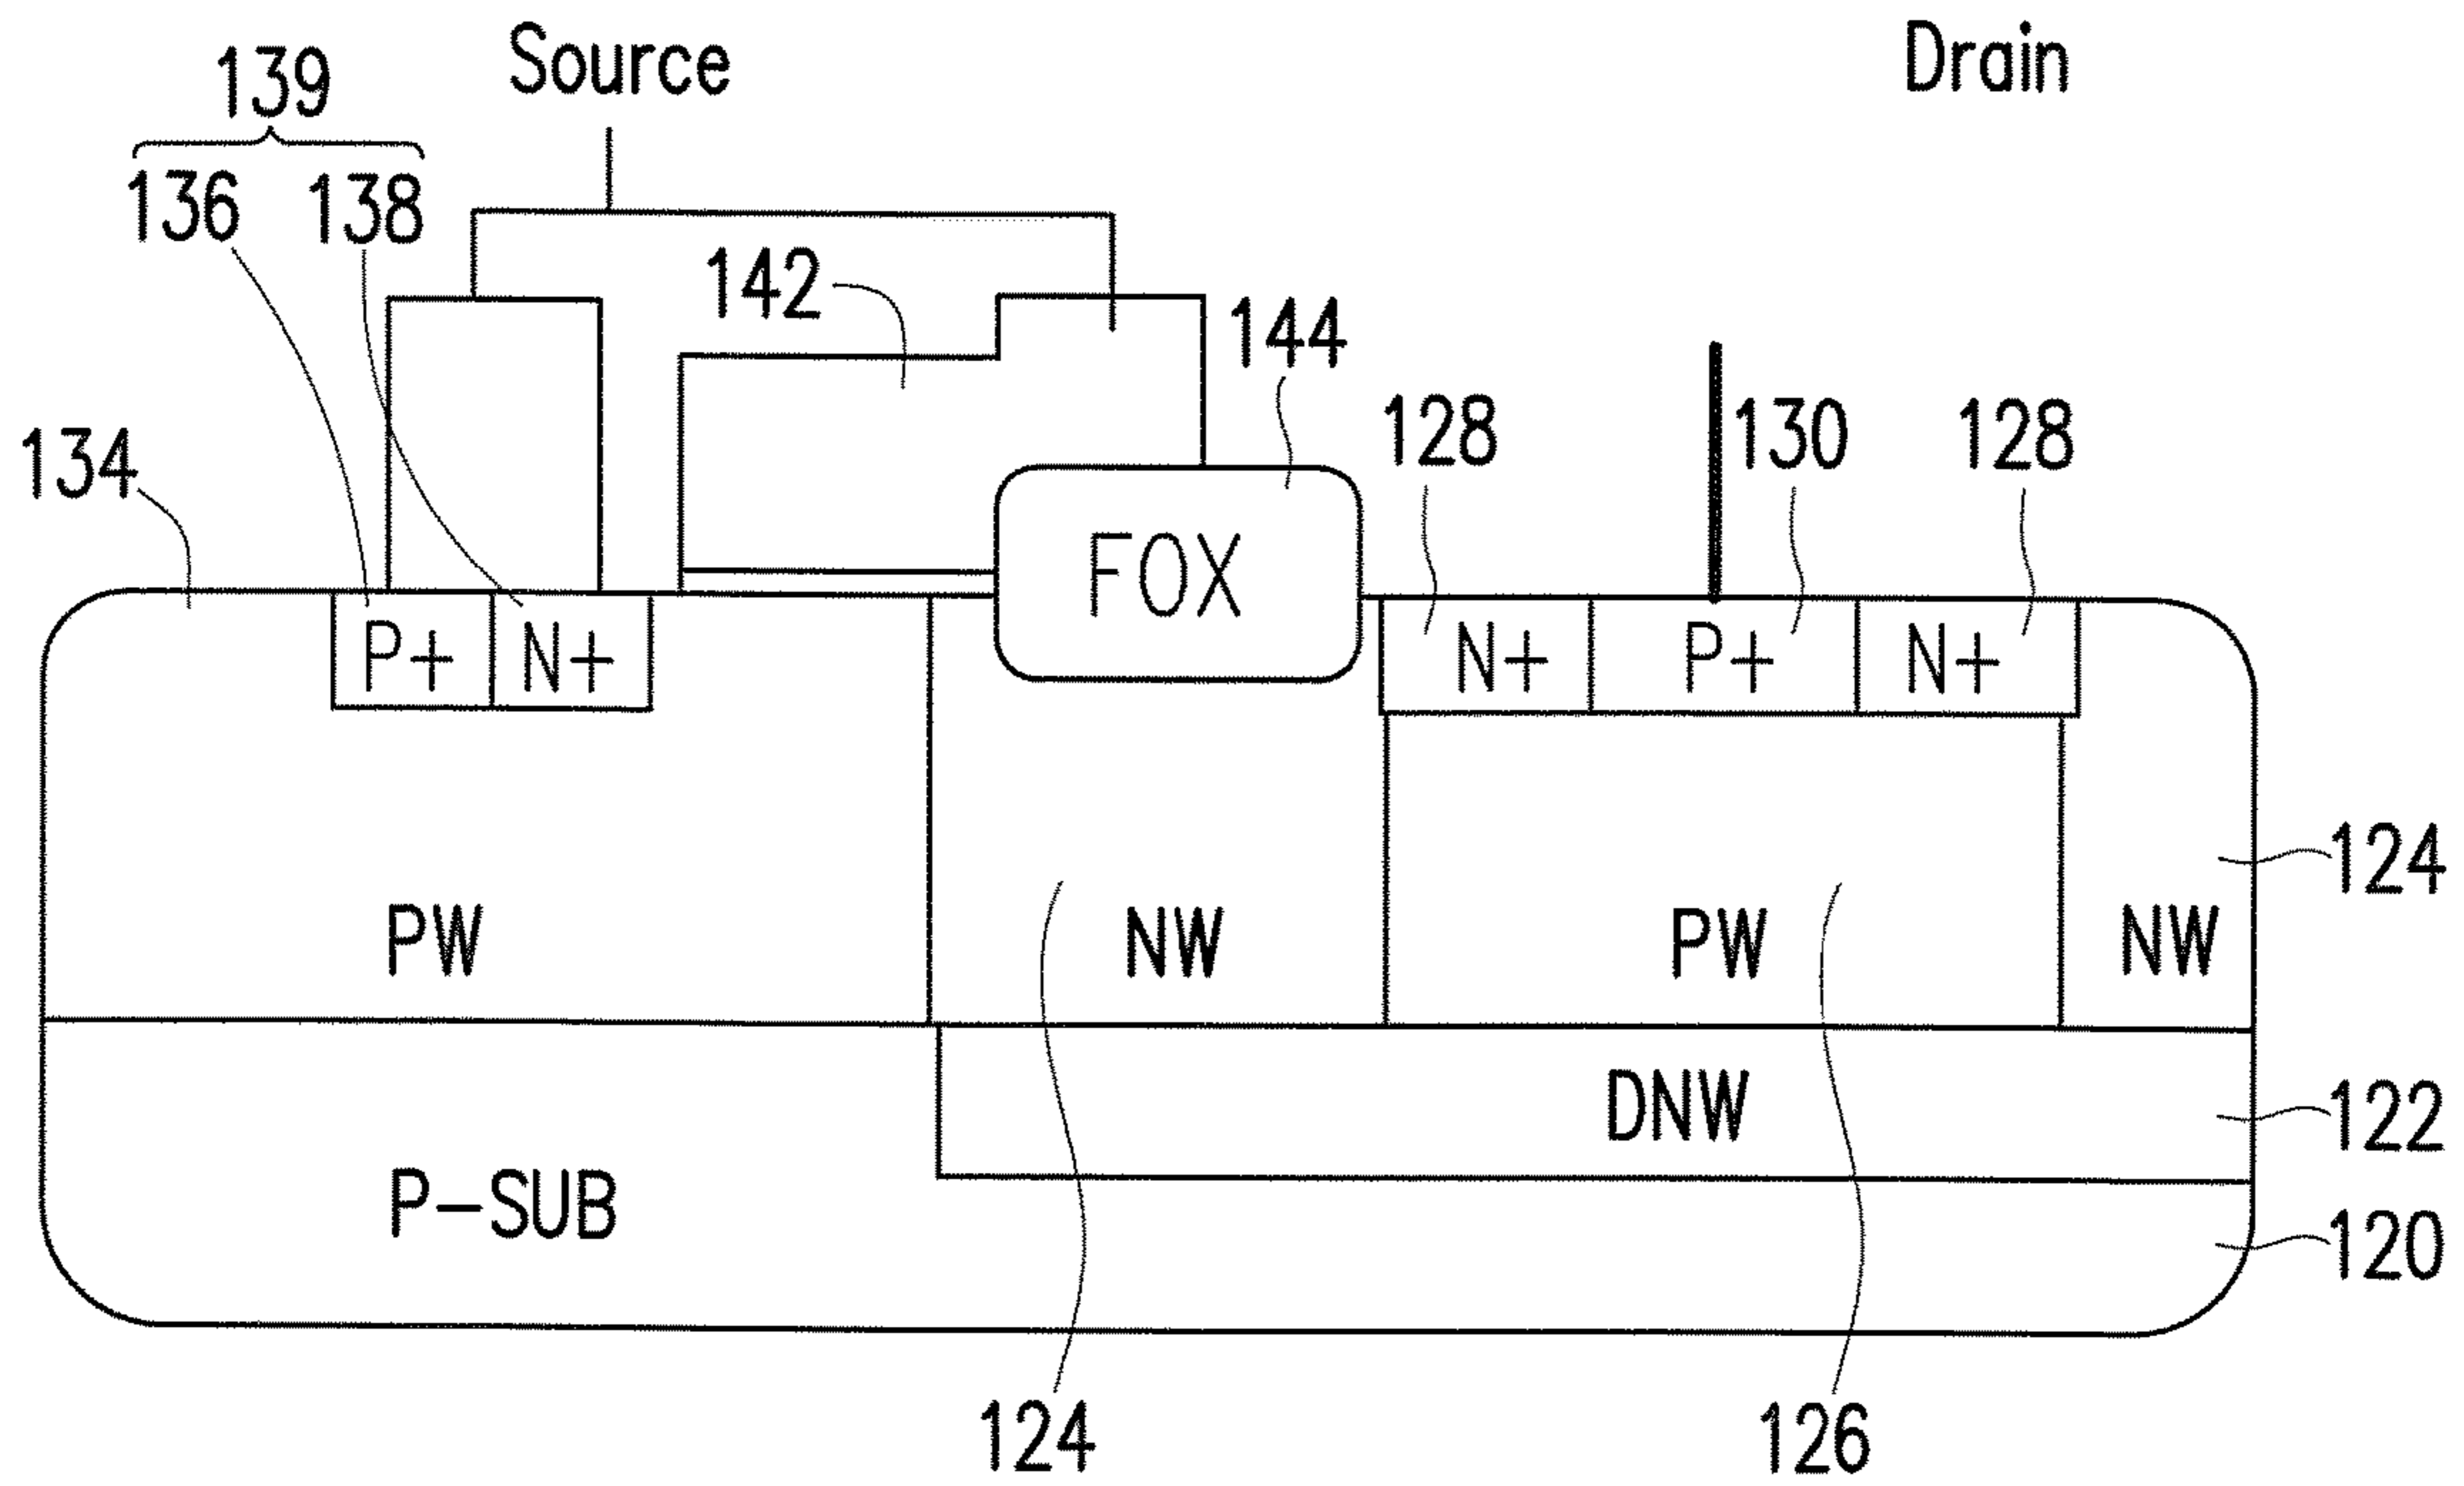 Source Drain
139
136 138
142
144
134
128 130 128
FOX
P+ N+ N+ P+ N+
124
PW NW PW NW
DNW
122
P-SUB
120
124 126